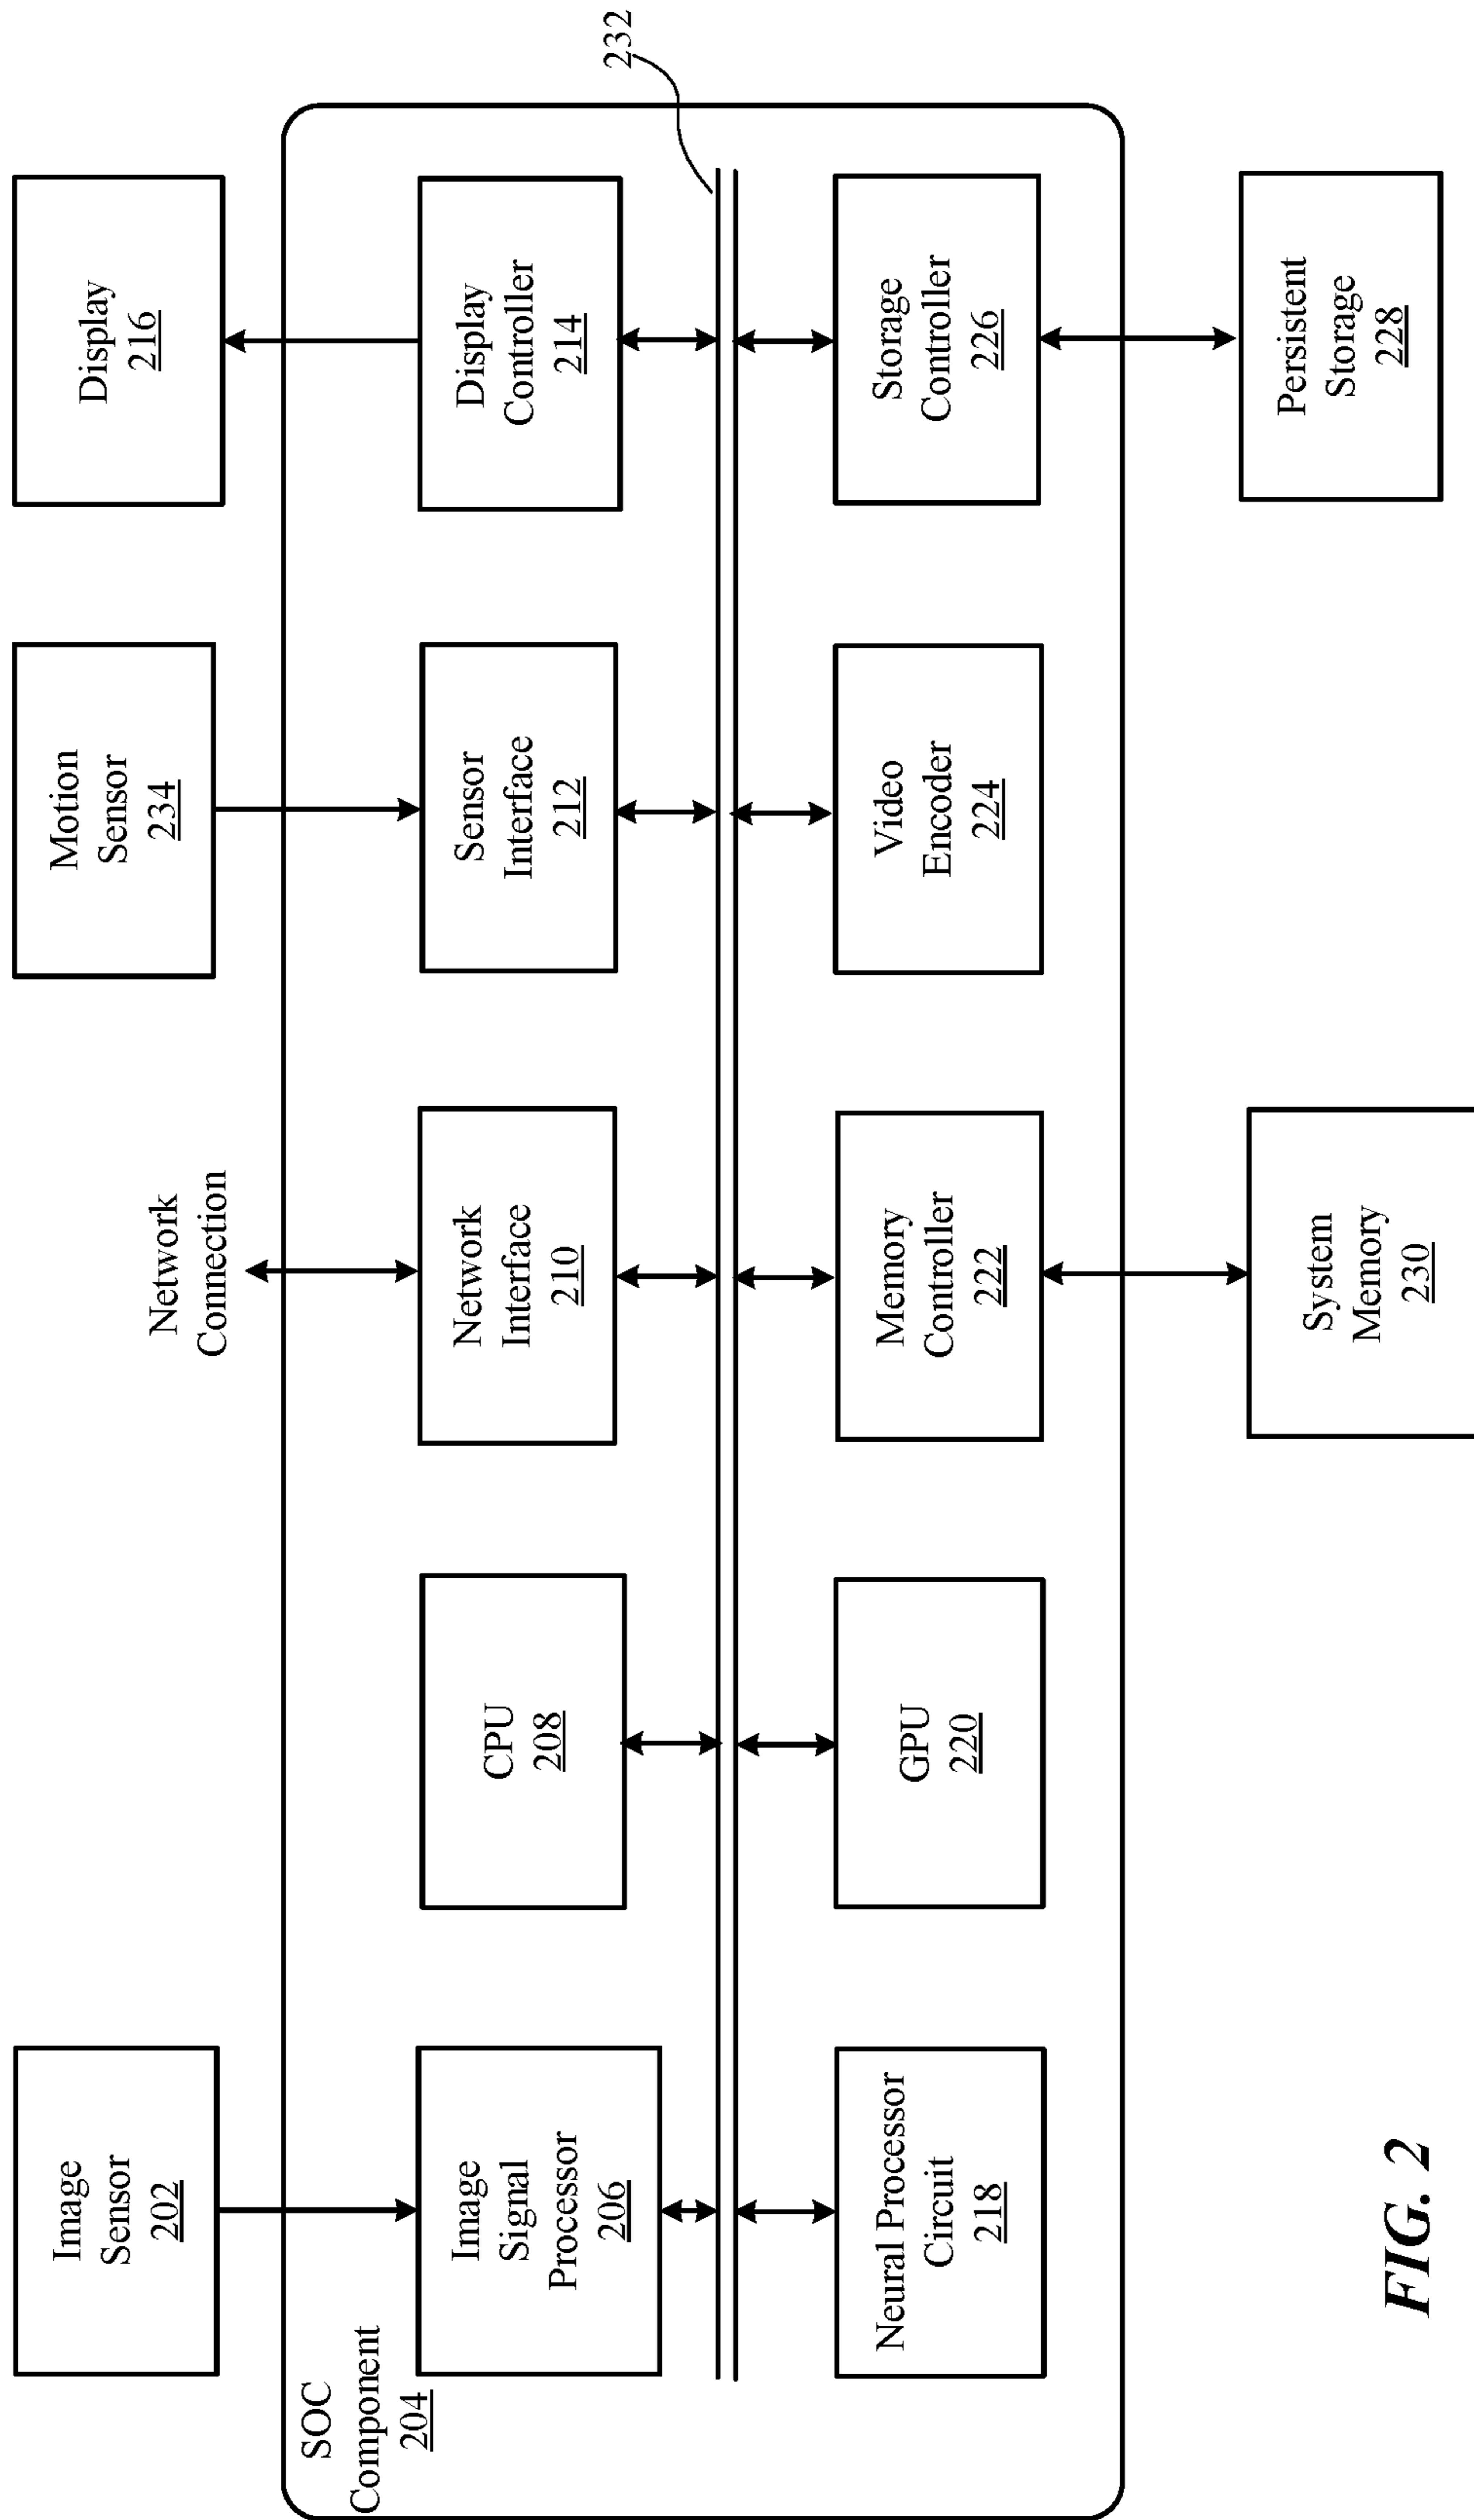 Image
Sensor
202
Network
Connection
Motion
Sensor
234
Display
216
SOC
Component
204
Image
Signal
Processor
206
CPU
208
Network
Interface
210
Sensor
Interface
212
Display
Controller
214
232
Neural Processor
Circuit
218
GPU
220
Memory
Controller
222
Video
Encoder
224
Storage
Controller
226
System
Memory
230
Persistent
Storage
228
FIG. 2